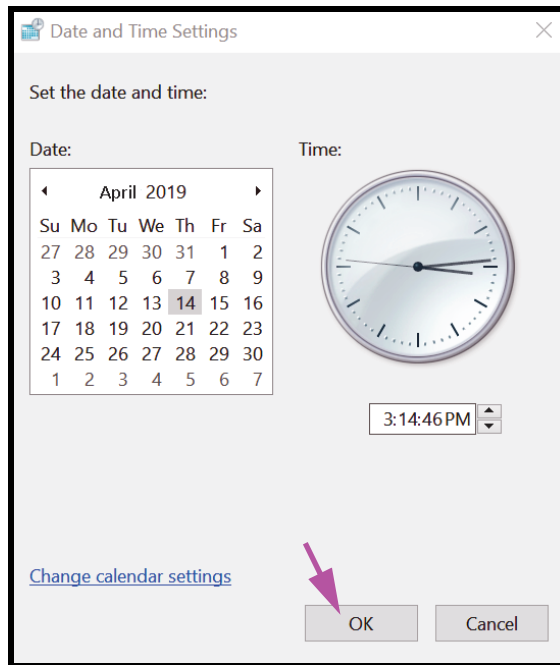 Date and Time Settings
Set the date and time:
Date:
Time:
April 2019
Su Mo Tu We Th Fr Sa
27 28 29 30 31 1 2
3 4 5 6 7 8 9
10 11 12 13 14 15 16
17 18 19 20 21 22 23
24 25 26 27 28 29 30
1 2 3 4 5 6 7
3:14:46 PM
Change calendar settings
OK
Cancel